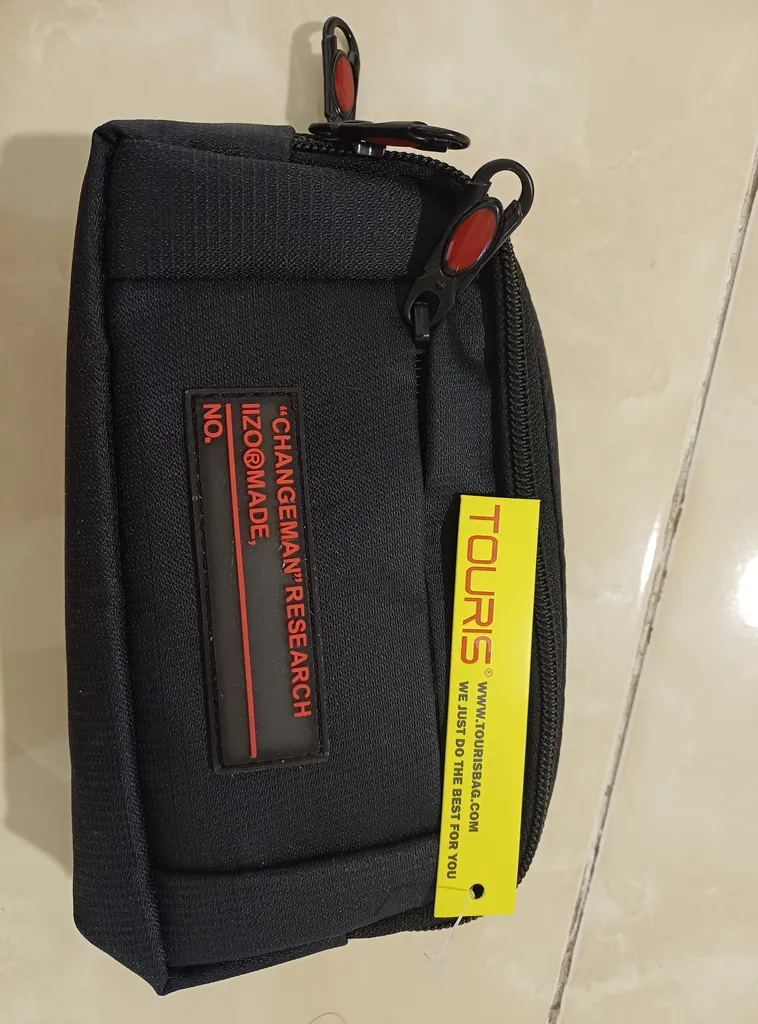 "CHANGEMAN"RESEARCH
IIZO®MADE,
NO.
TOURIS®
WWW.TOURISBAG.COM
WE JUST DO THE BEST FOR YOU